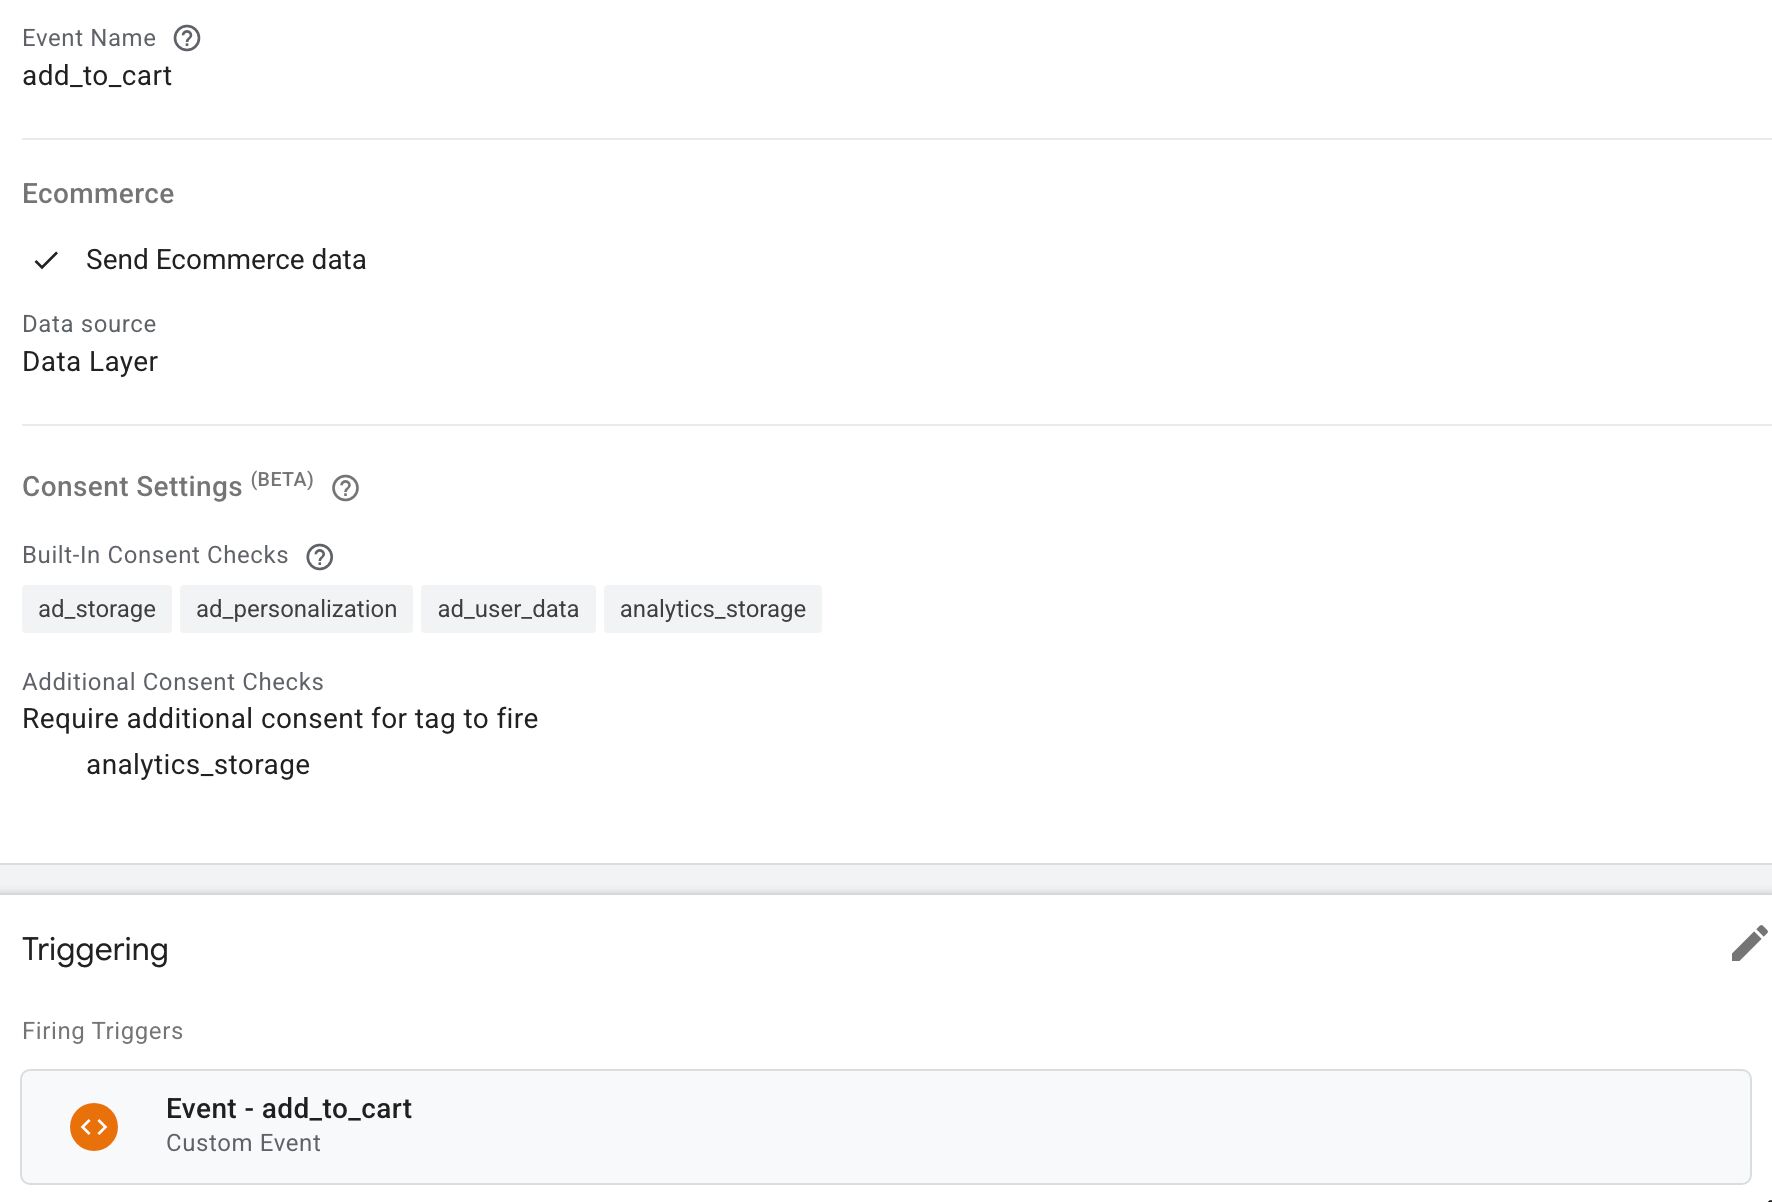 Event Name
add_to_cart
Ecommerce
Send Ecommerce data
Data source
Data Layer
Consent Settings (BETA)
Built-In Consent Checks
ad_storage ad_personalization ad_user_data analytics_storage
Additional Consent Checks
Require additional consent for tag to fire
analytics_storage
Triggering
Firing Triggers
Event - add_to_cart
Custom Event